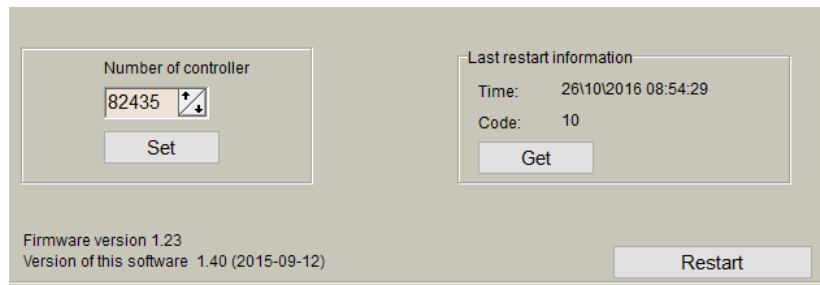 Number of controller
82435
Set
Last restart information
Time: 26\10\2016 08:54:29
Code: 10
Get
Firmware version 1.23
Version of this software 1.40 (2015-09-12)
Restart